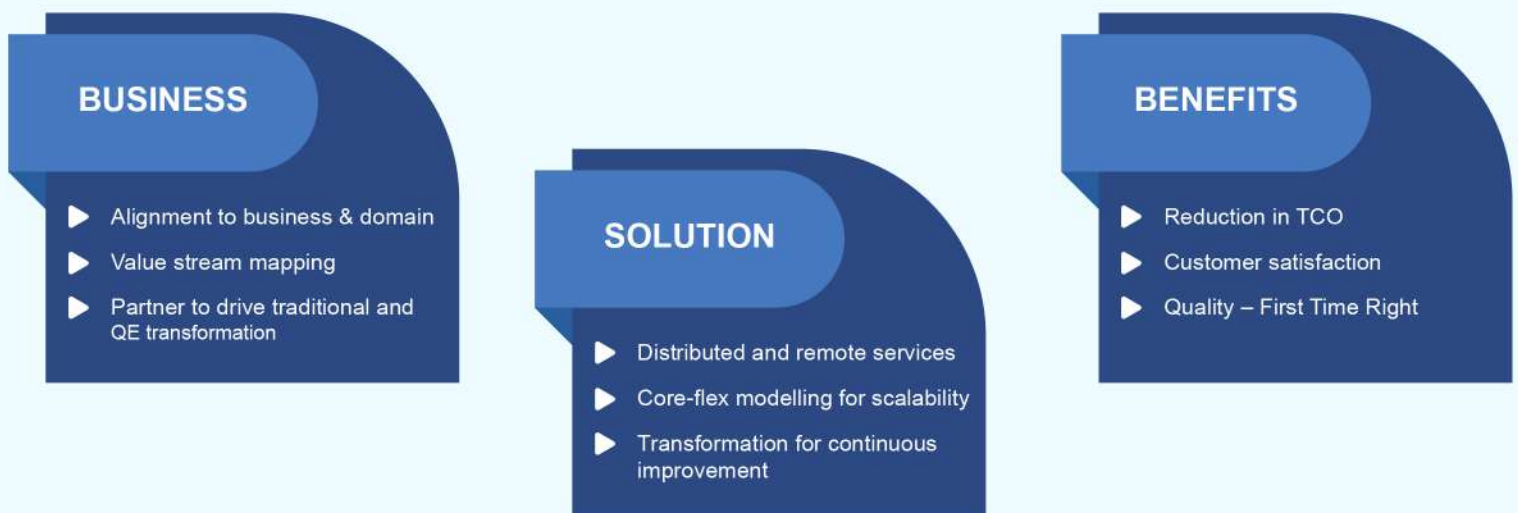 BUSINESS
Alignment to business & domain
Value stream mapping
Partner to drive traditional and
QE transformation
SOLUTION
Distributed and remote services
Core-flex modelling for scalability
Transformation for continuous
improvement
BENEFITS
Reduction in TCO
Customer satisfaction
Quality – First Time Right